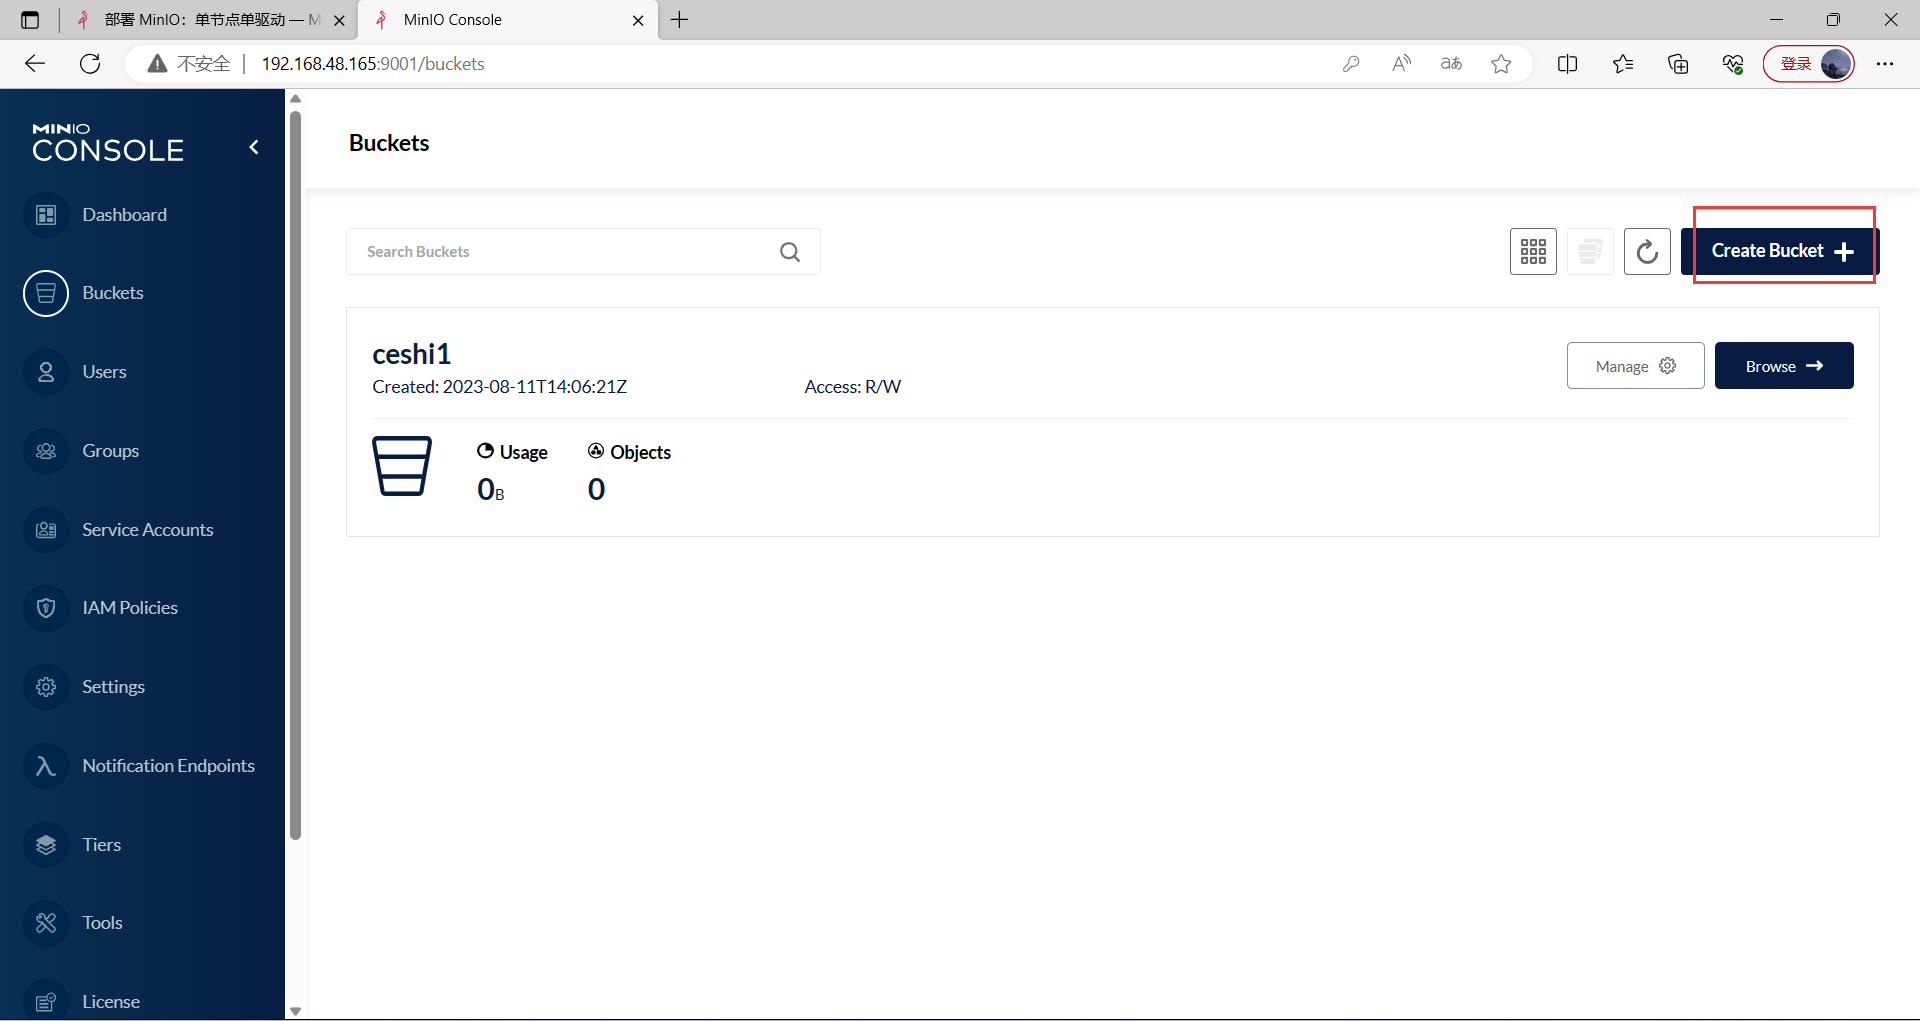 部署 MinIO：单节点单驱动 — M
MinIO Console
不安全
192.168.48.165:9001/buckets
aあ
登录
MINIO
CONSOLE
Dashboard
Buckets
Users
Groups
Service Accounts
IAM Policies
Settings
Notification Endpoints
Tiers
Tools
License
Buckets
Search Buckets
Create Bucket
ceshi1
Created: 2023-08-11T14:06:21Z
Access: R/W
Manage
Browse
Usage
Objects
0B
0